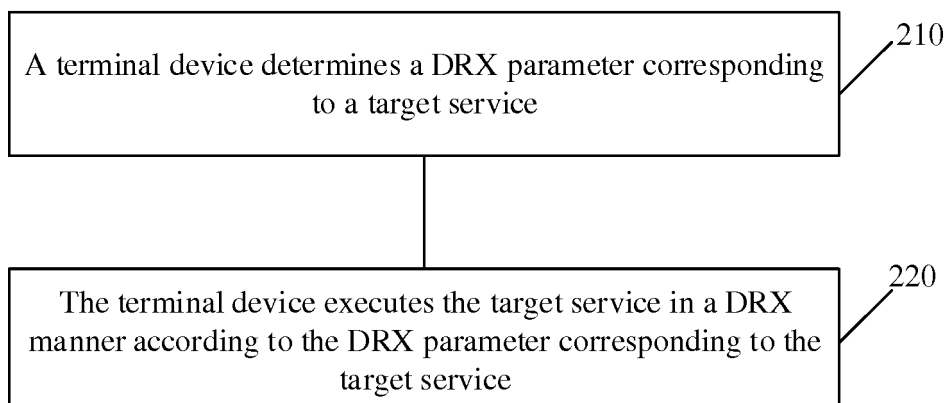 210
A terminal device determines a DRX parameter corresponding
to a target service
220
The terminal device executes the target service in a DRX
manner according to the DRX parameter corresponding to the
target service